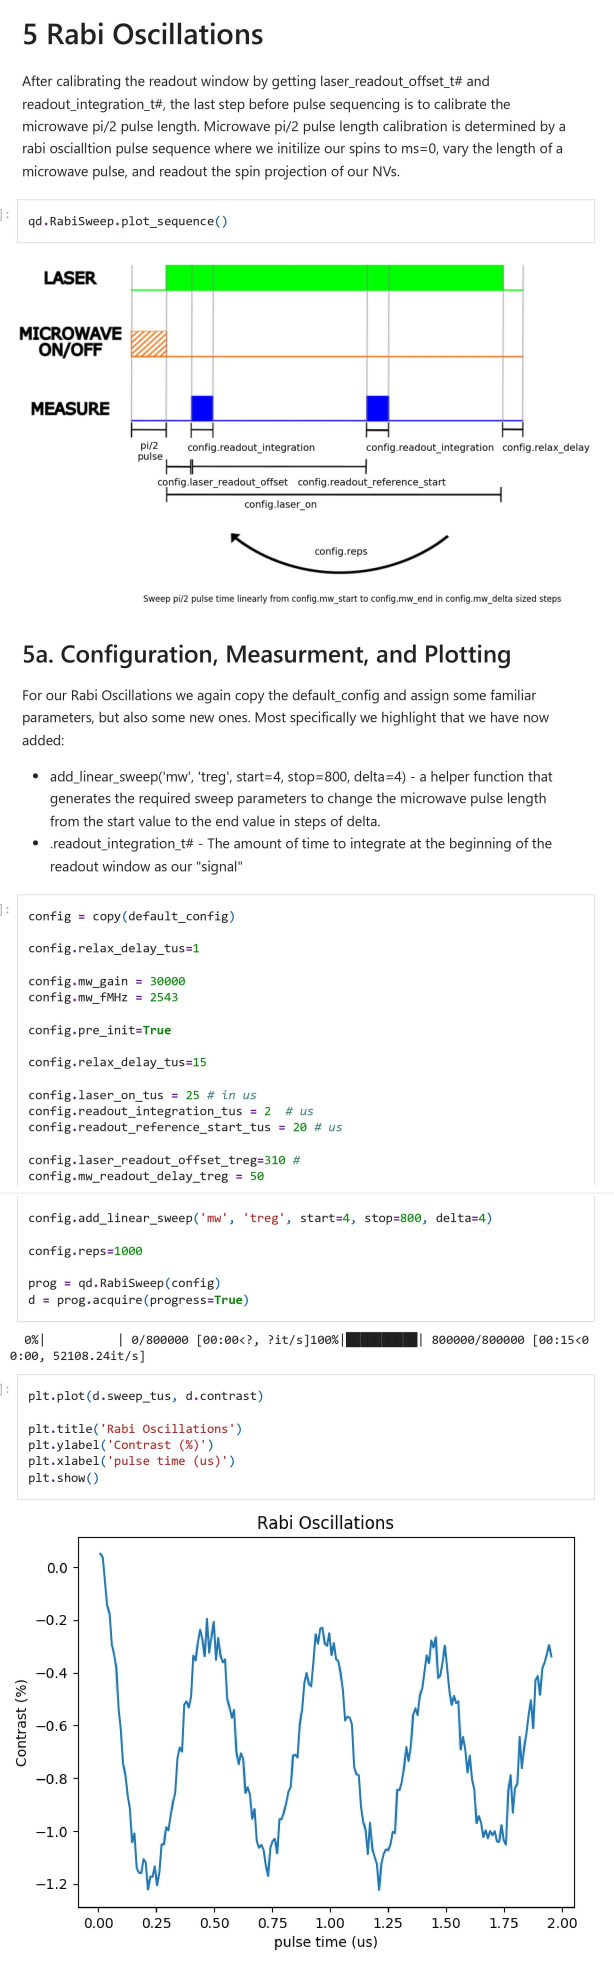 5 Rabi Oscillations
After calibrating the readout window by getting laser_readout_offset_t# and
readout_integration_t#, the last step before pulse sequencing is to calibrate the
microwave pi/2 pulse length. Microwave pi/2 pulse length calibration is determined by a
rabi oscialltion pulse sequence where we initilize our spins to ms=0, vary the length of a
microwave pulse, and readout the spin projection of our NVs.
]:
qd.RabiSweep.plot_sequence()
LASER
MICROWAVE
ON/OFF
MEASURE
pi/2
pulse
config.readout_integration
config.readout_integration
config.relax_delay
config.laser_readout_offset
config.readout_reference_start
config.laser_on
config.reps
Sweep pi/2 pulse time linearly from config.mw_start to config.mw_end in config.mw_delta sized steps
5a. Configuration, Measurment, and Plotting
For our Rabi Oscillations we again copy the default_config and assign some familiar
parameters, but also some new ones. Most specifically we highlight that we have now
added:
• add_linear_sweep('mw', 'treg', start=4, stop=800, delta=4) - a helper function that
generates the required sweep parameters to change the microwave pulse length
from the start value to the end value in steps of delta.
• .readout_integration_t# - The amount of time to integrate at the beginning of the
readout window as our "signal"
]:
config = copy(default_config)
config.relax_delay_tus=1
config.mw_gain = 30000
config.mw_fMHz = 2543
config.pre_init=True
config.relax_delay_tus=15
config.laser_on_tus = 25 # in us
config.readout_integration_tus = 2  # us
config.readout_reference_start_tus = 20 # us
config.laser_readout_offset_treg=310 #
config.mw_readout_delay_treg = 50
config.add_linear_sweep('mw', 'treg', start=4, stop=800, delta=4)
config.reps=1000
prog = qd.RabiSweep(config)
d = prog.acquire(progress=True)
0%|          | 0/800000 [00:00<?, ?it/s]100%|██████████| 800000/800000 [00:15<0
0:00, 52108.24it/s]
]:
plt.plot(d.sweep_tus, d.contrast)
plt.title('Rabi Oscillations')
plt.ylabel('Contrast (%)')
plt.xlabel('pulse time (us)')
plt.show()
Rabi Oscillations
0.0
−0.2
−0.4
−0.6
−0.8
−1.0
−1.2
Contrast (%)
0.00 0.25 0.50 0.75 1.00 1.25 1.50 1.75 2.00
pulse time (us)